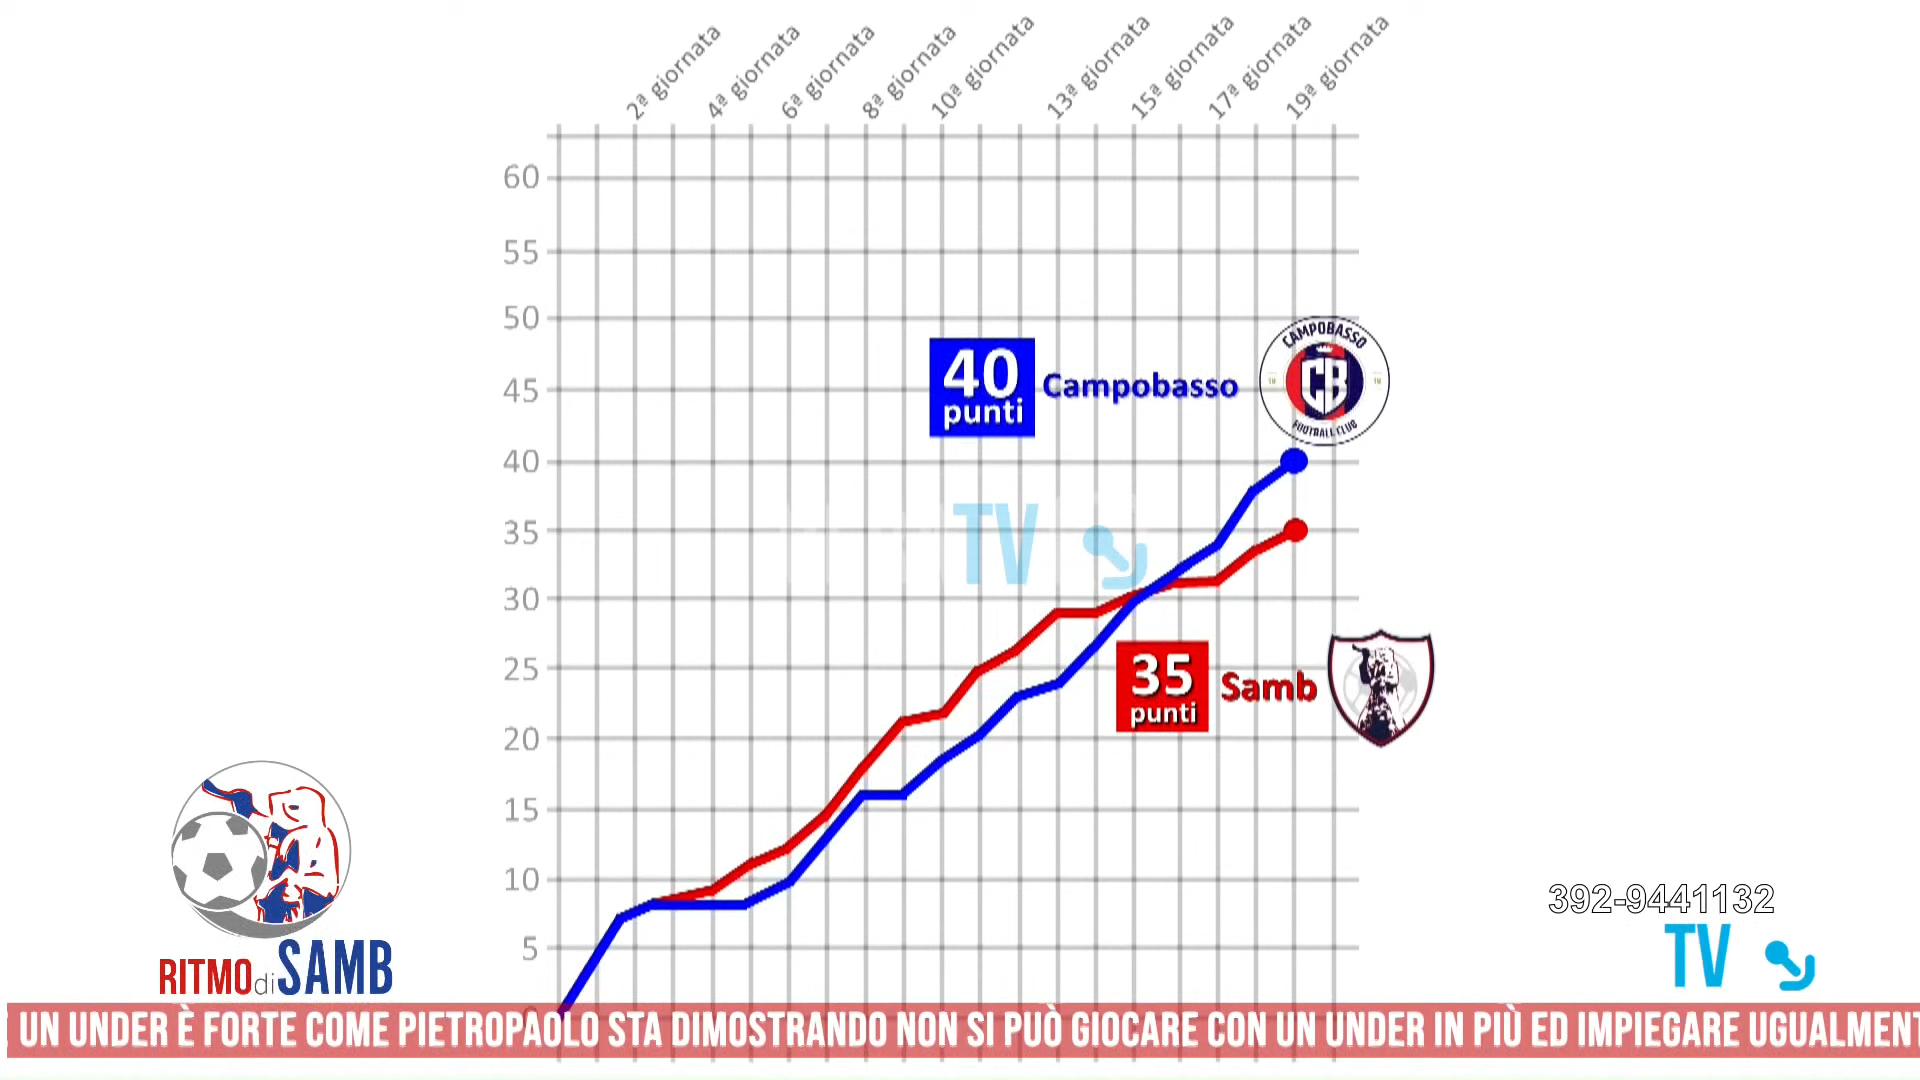 2ª giornata
4ª giornata
6ª giornata
8ª giornata
10ª giornata
13ª giornata
15ª giornata
17ª giornata
19ª giornata
60
55
50
45
40
35
30
25
20
15
10
5
0
40
punti
Campobasso
CAMPOBASSO
CB
FOOTBALL CLUB
TV
35
punti
Samb
RITMO di SAMB
392-9441132
TV
UN UNDER È FORTE COME PIETROPAOLO STA DIMOSTRANDO NON SI PUÒ GIOCARE CON UN UNDER IN PIÙ ED IMPIEGARE UGUALMENT